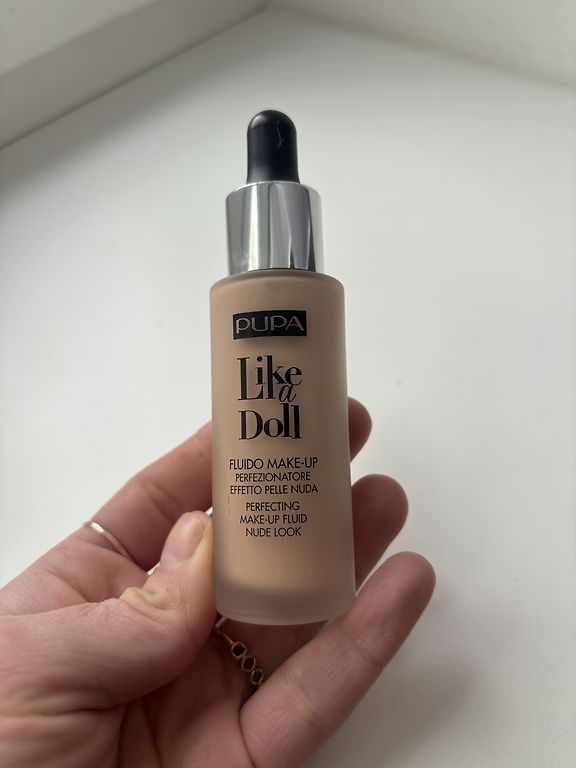 PUPA
Like
a
Doll
FLUIDO MAKE-UP
PERFEZIONATORE
EFFETTO PELLE NUDA
PERFECTING
MAKE-UP FLUID
NUDE LOOK